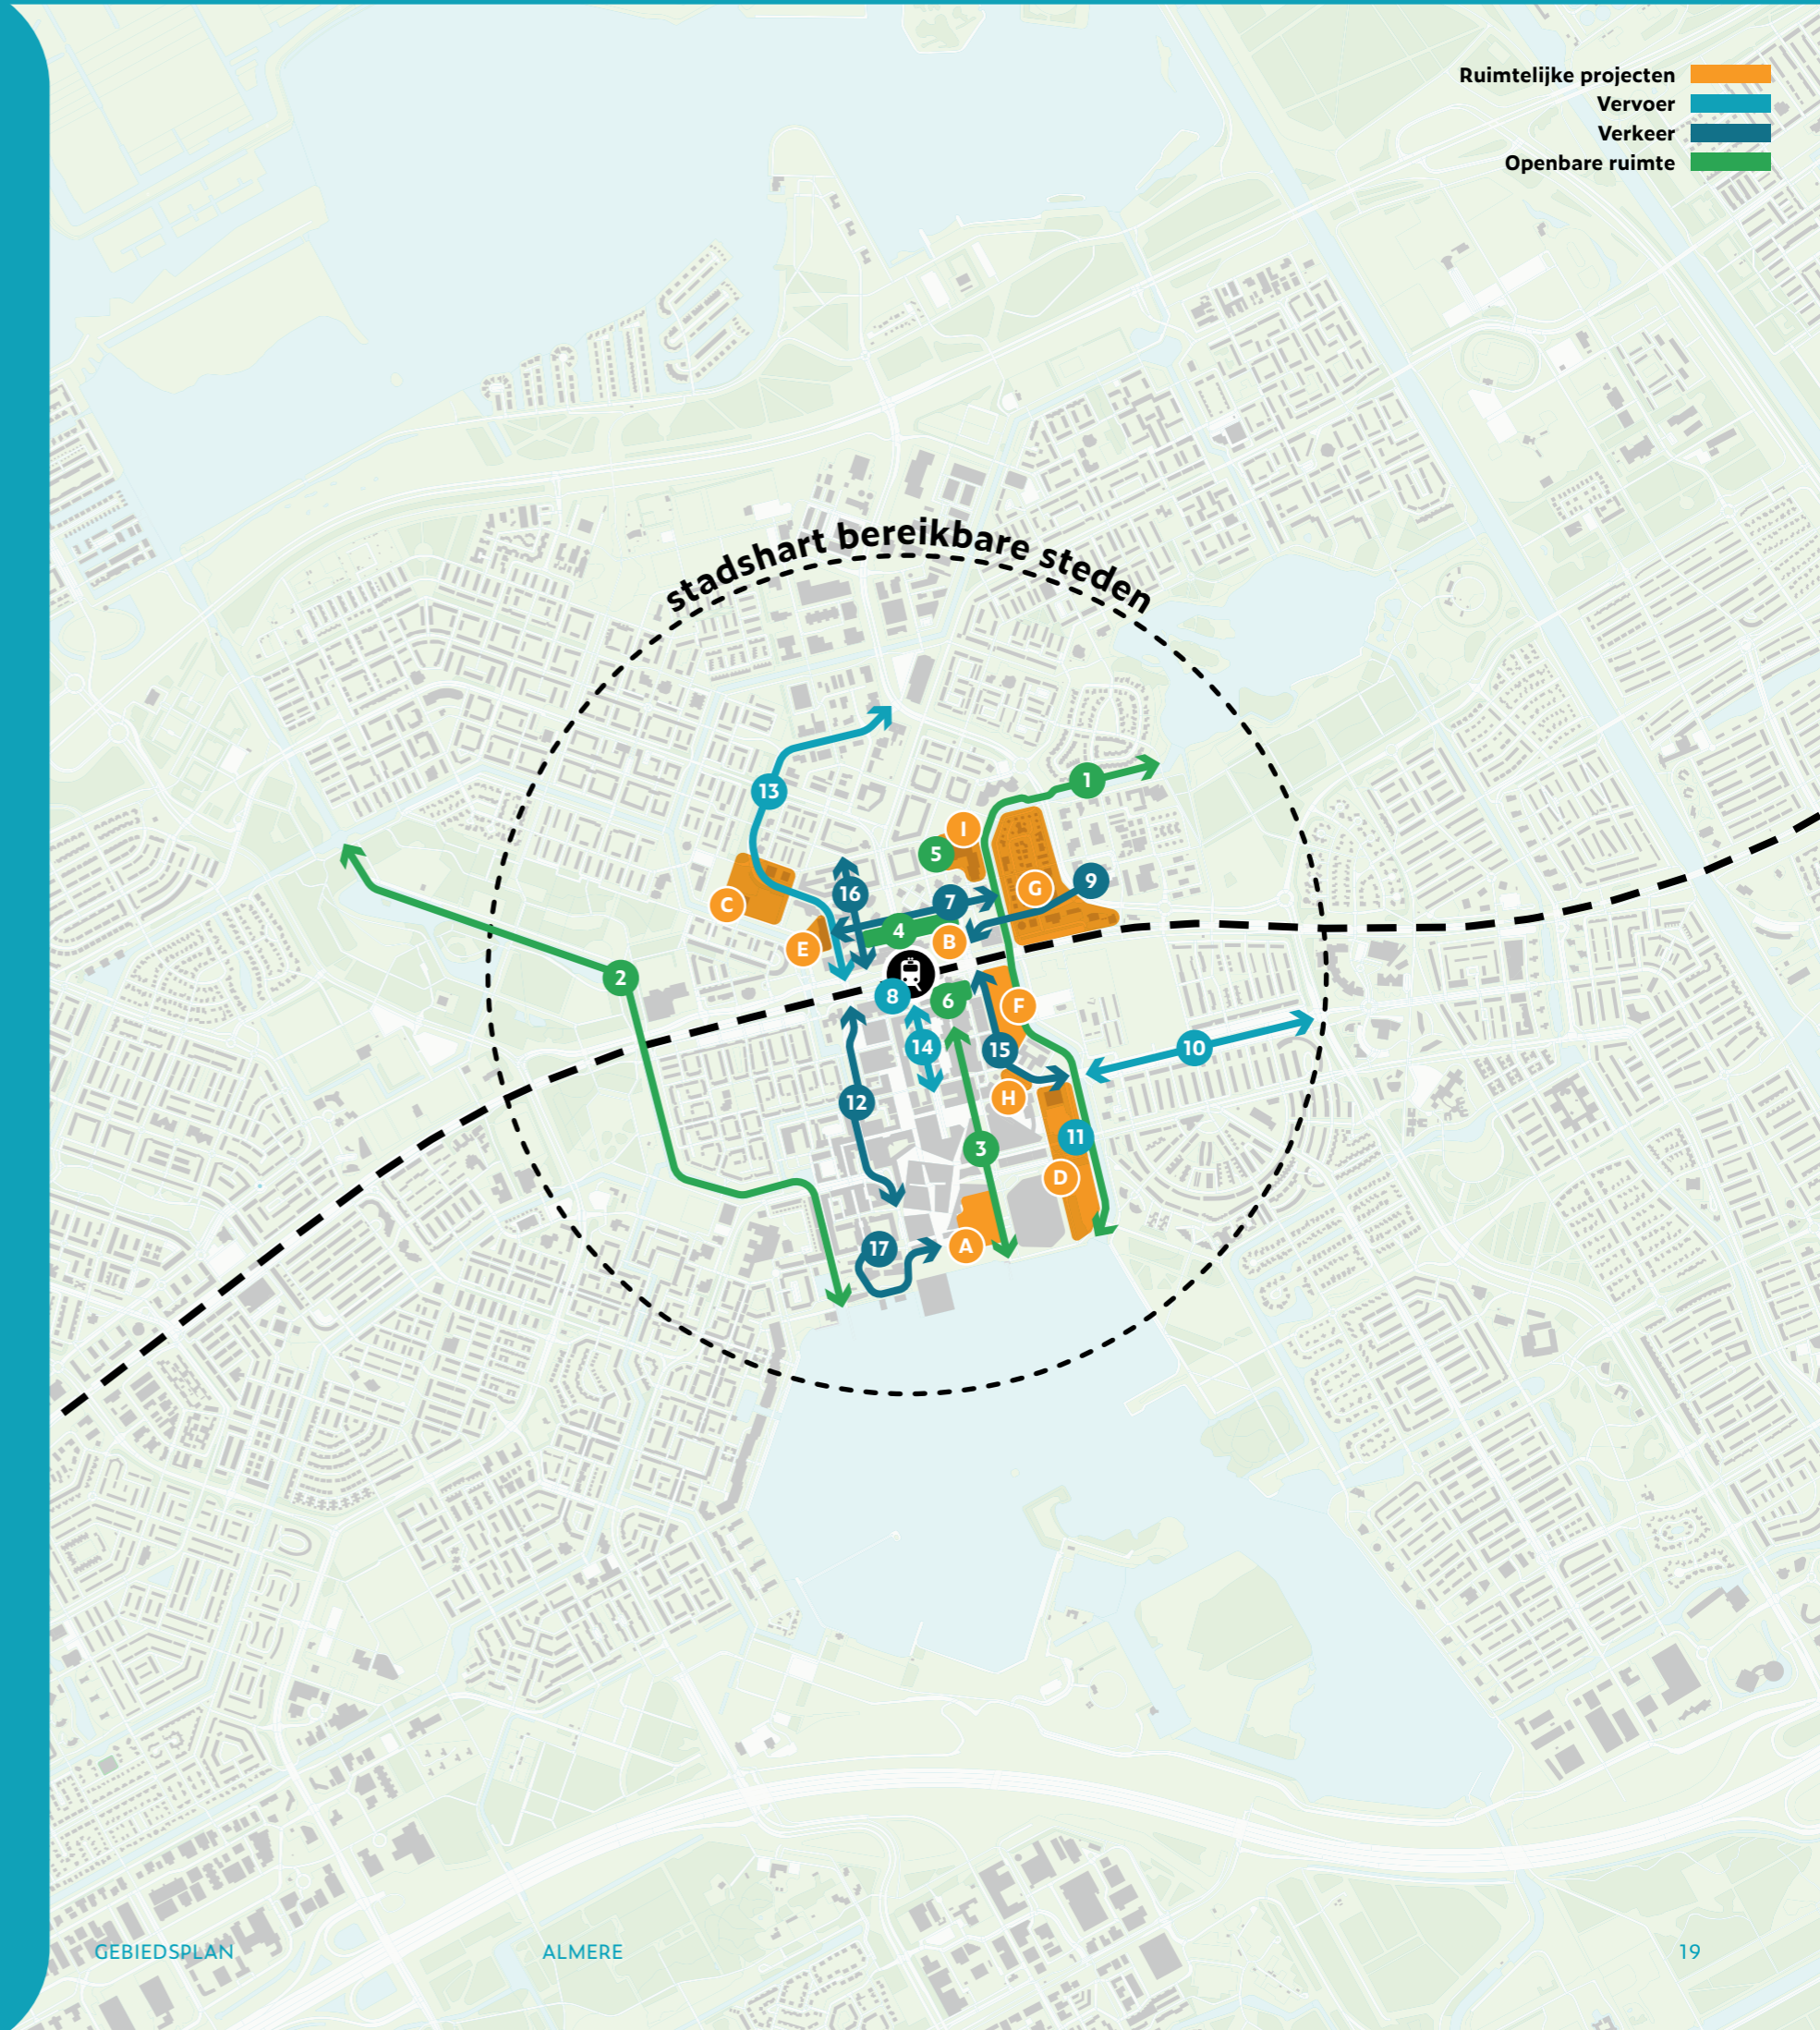 Ruimtelijke projecten
Vervoer
Verkeer
Openbare ruimte
stadshart bereikbare steden
13
1
I
5
16
G
9
C
7
4
B
E
2
8
6
F
14
15
10
H
12
11
3
D
17
A
GEBIEDSPLAN
ALMERE
19